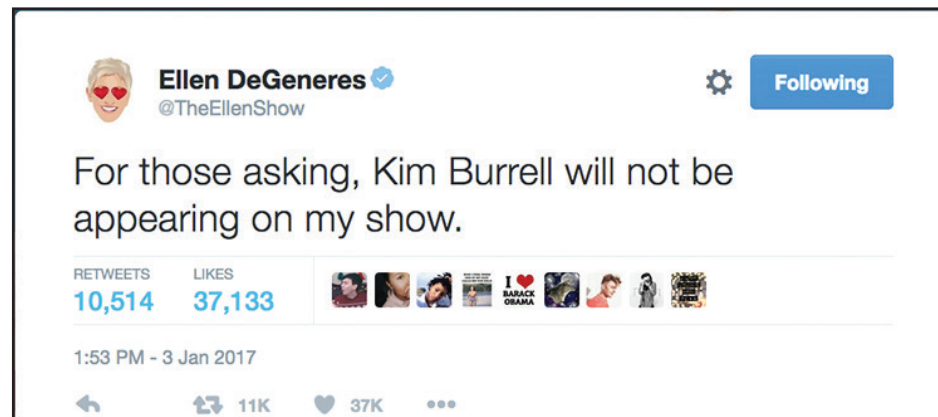 Ellen DeGeneres
@TheEllenShow
Following
For those asking, Kim Burrell will not be
appearing on my show.
RETWEETS LIKES
10,514 37,133
I ❤
BARACK
OBAMA
1:53 PM - 3 Jan 2017
11K 37K